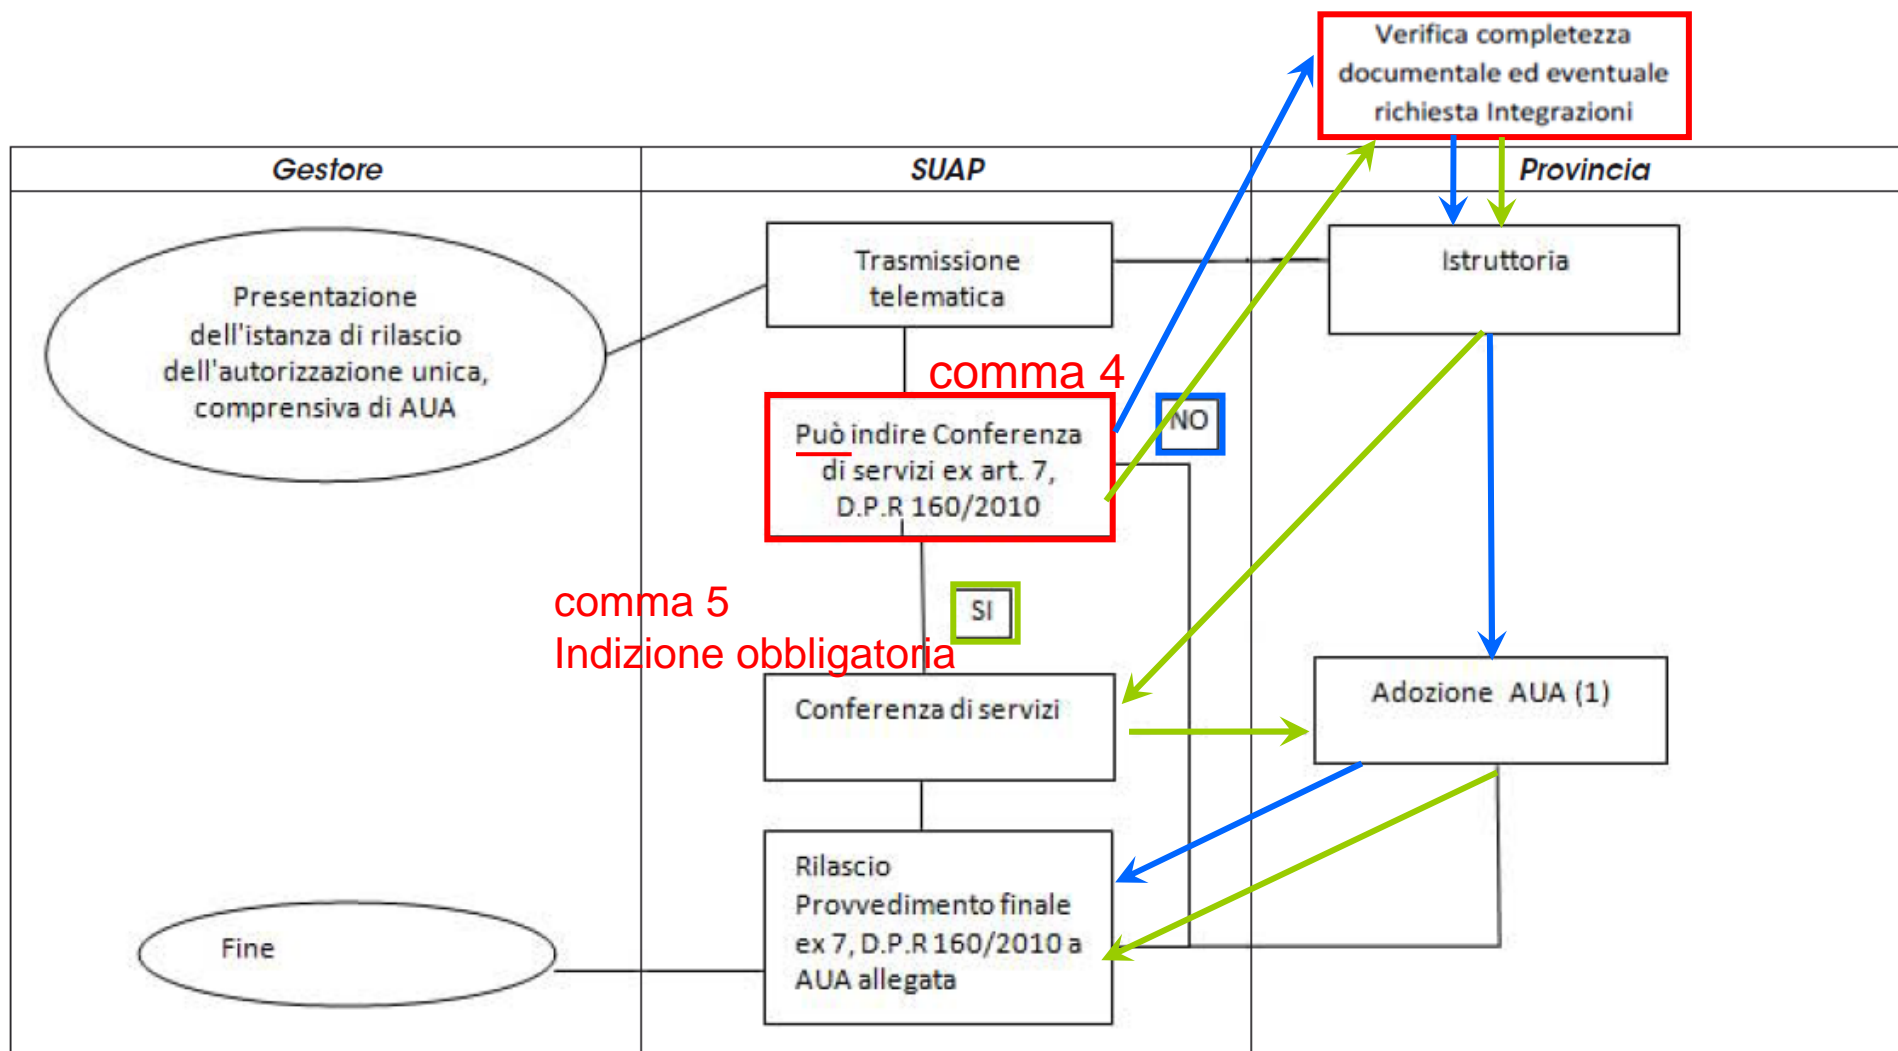 Verifica completezza
documentale ed eventuale
richiesta Integrazioni
Gestore
SUAP
Provincia
Presentazione
dell'istanza di rilascio
dell'autorizzazione unica,
comprensiva di AUA
Trasmissione
telematica
Istruttoria
comma 4
Può indire Conferenza
di servizi ex art. 7,
D.P.R 160/2010
NO
comma 5
Indizione obbligatoria
SI
Conferenza di servizi
Adozione AUA (1)
Rilascio
Provvedimento finale
ex 7, D.P.R 160/2010 a
AUA allegata
Fine